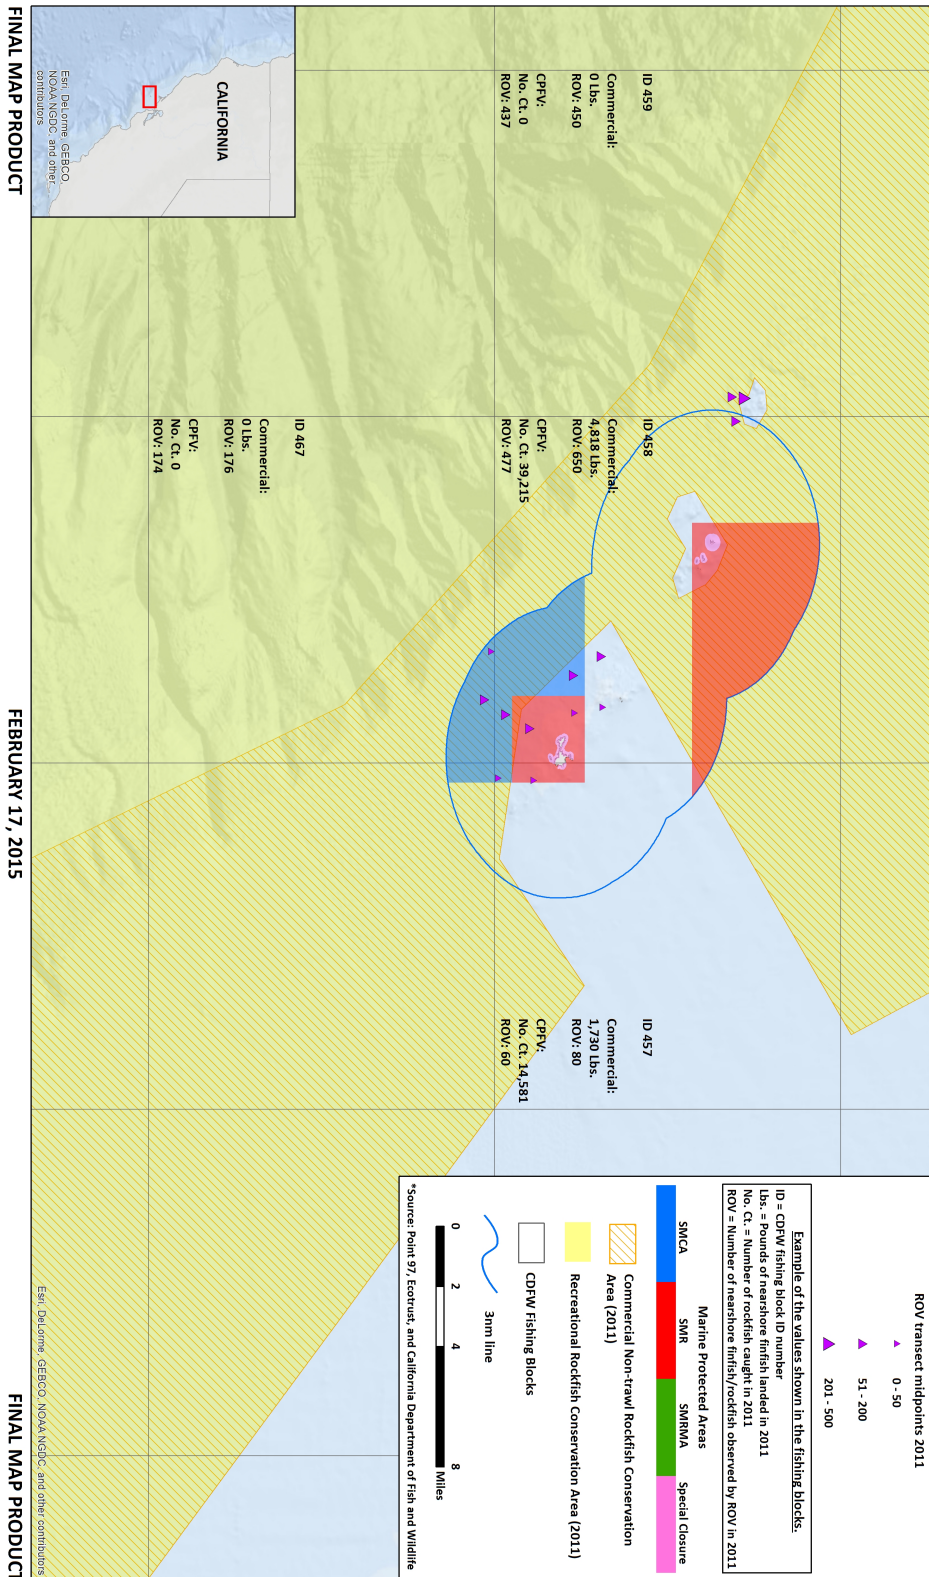 ROV transect midpoints 2011
0 - 50
51 - 200
201 - 500
Example of the values shown in the fishing blocks.
ID = CDFW fishing block ID number
Lbs. = Pounds of nearshore finfish landed in 2011
No. Ct. = Number of rockfish caught in 2011
ROV = Number of nearshore finfish/rockfish observed by ROV in 2011
Marine Protected Areas
SMCA
SMR
SMRMA
Special Closure
Commercial Non-trawl Rockfish Conservation
Area (2011)
Recreational Rockfish Conservation Area (2011)
CDFW Fishing Blocks
3nm line
0 2 4 8
Miles
*Source: Point 97, Ecotrust, and California Department of Fish and Wildlife
ID 459
Commercial:
0 Lbs.
ROV: 450
CPFV:
No. Ct. 0
ROV: 437
ID 458
Commercial:
4,818 Lbs.
ROV: 650
CPFV:
No. Ct. 39,215
ROV: 477
ID 457
Commercial:
1,730 Lbs.
ROV: 80
CPFV:
No. Ct. 14,581
ROV: 60
ID 467
Commercial:
0 Lbs.
ROV: 176
CPFV:
No. Ct. 0
ROV: 174
CALIFORNIA
Esri, DeLorme, GEBCO,
NOAA NGDC, and other
contributors
Esri, DeLorme, GEBCO, NOAA NGDC, and other contributors
FINAL MAP PRODUCT
FEBRUARY 17, 2015
FINAL MAP PRODUCT